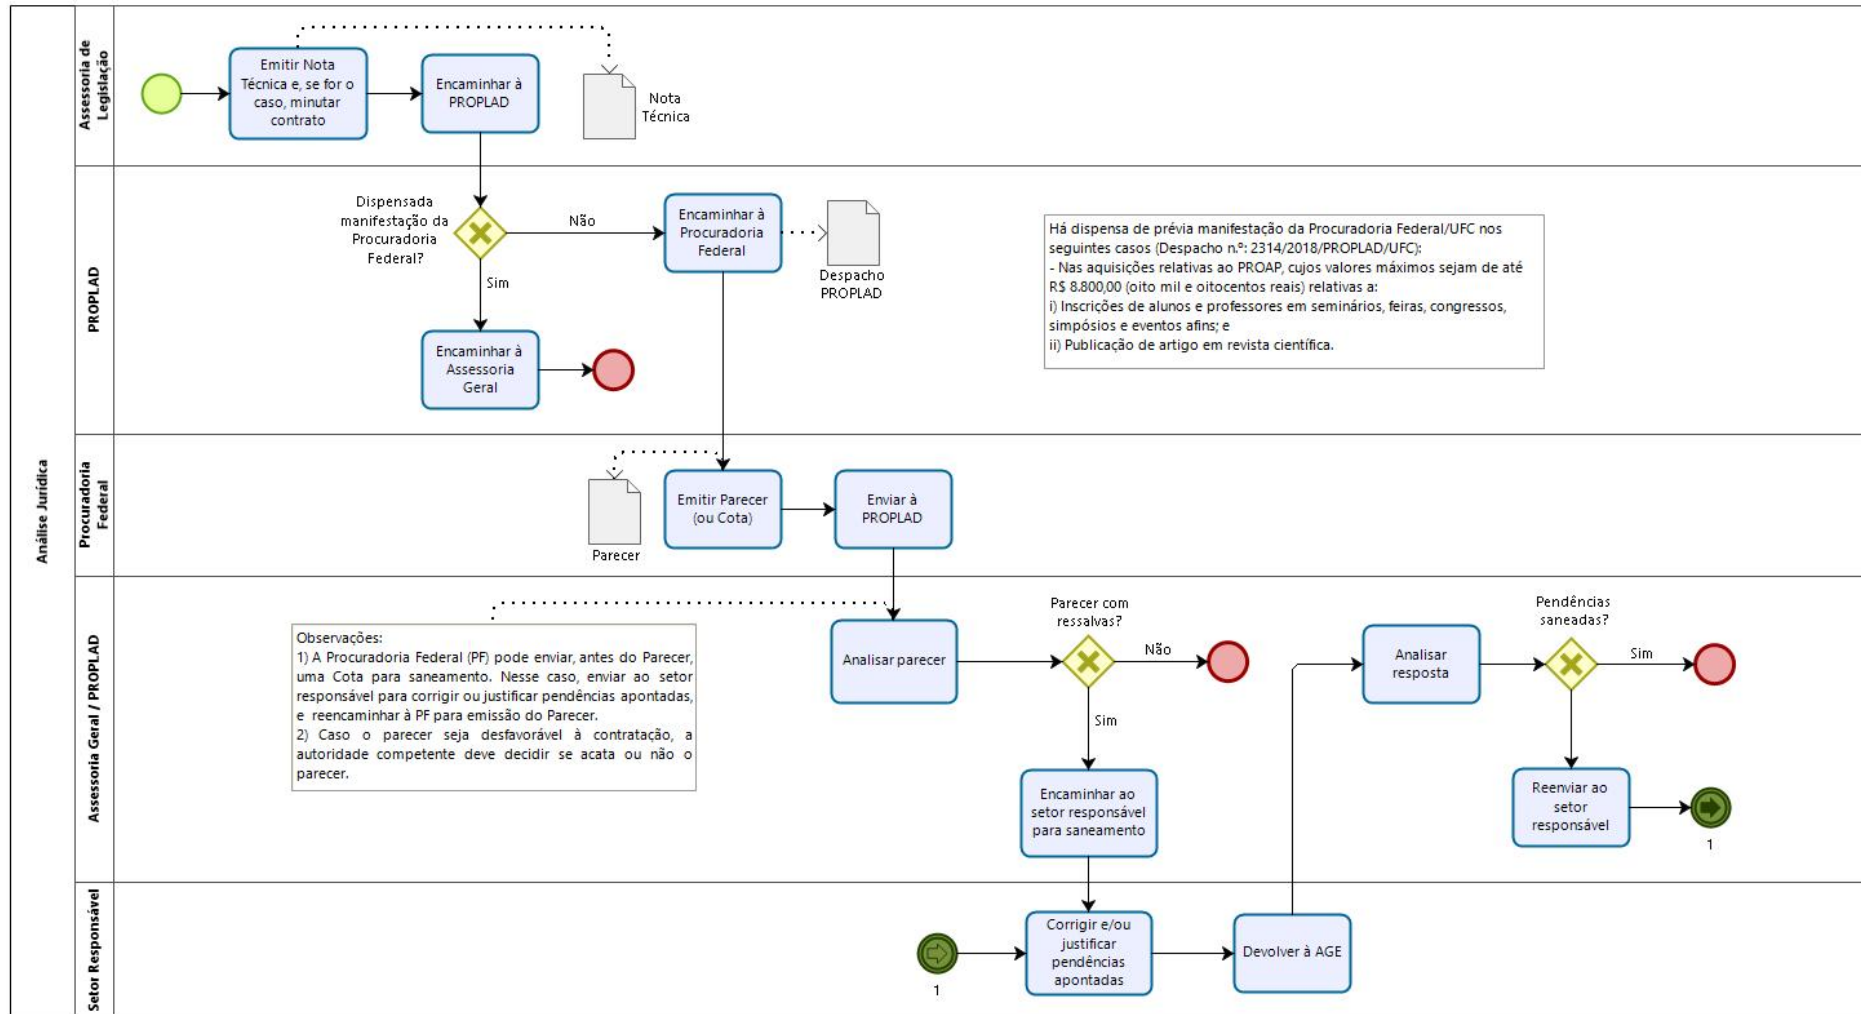 Análise Jurídica
Assessoria de
Legislação
Emitir Nota
Técnica e, se for o
caso, minutar
contrato
Encaminhar à
PROPLAD
Nota
Técnica
PROPLAD
Dispensada
manifestação da
Procuradoria
Federal?
Não
Sim
Encaminhar à
Procuradoria
Federal
Despacho
PROPLAD
Encaminhar à
Assessoria
Geral
Há dispensa de prévia manifestação da Procuradoria Federal/UFC nos
seguintes casos (Despacho n.º: 2314/2018/PROPLAD/UFC):
- Nas aquisições relativas ao PROAP, cujos valores máximos sejam de até
R$ 8.800,00 (oito mil e oitocentos reais) relativas a:
i) Inscrições de alunos e professores em seminários, feiras, congressos,
simpósios e eventos afins; e
ii) Publicação de artigo em revista científica.
Procuradoria
Federal
Parecer
Emitir Parecer
(ou Cota)
Enviar à
PROPLAD
Assessoria Geral / PROPLAD
Observações:
1) A Procuradoria Federal (PF) pode enviar, antes do Parecer,
uma Cota para saneamento. Nesse caso, enviar ao setor
responsável para corrigir ou justificar pendências apontadas,
e reencaminhar à PF para emissão do Parecer.
2) Caso o parecer seja desfavorável à contratação, a
autoridade competente deve decidir se acata ou não o
parecer.
Analisar parecer
Parecer com
ressalvas?
Não
Sim
Encaminhar ao
setor responsável
para saneamento
Analisar
resposta
Pendências
saneadas?
Sim
Reenviar ao
setor
responsável
1
Setor Responsável
1
Corrigir e/ou
justificar
pendências
apontadas
Devolver à AGE